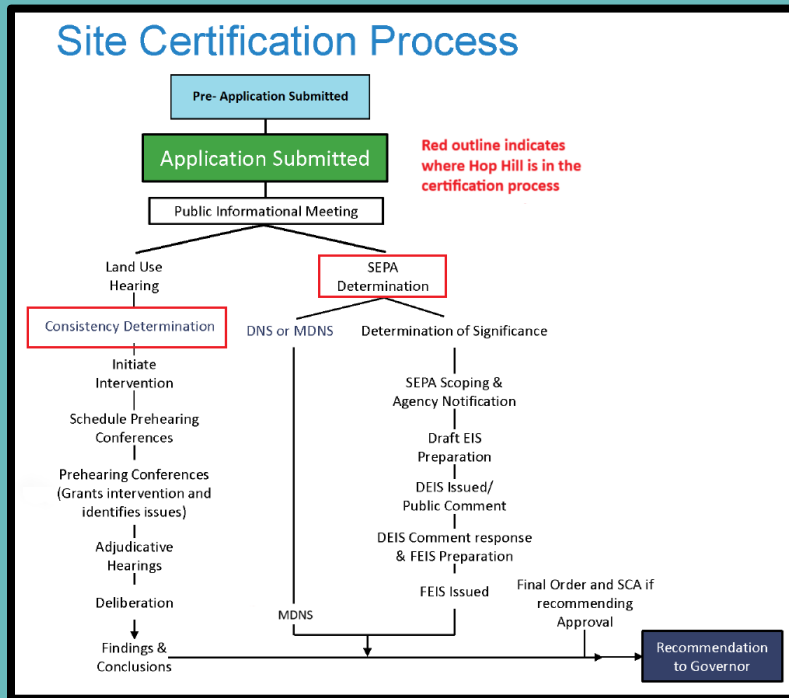 Site Certification Process
Pre- Application Submitted
Application Submitted
Red outline indicates
where Hop Hill is in the
certification process
Public Informational Meeting
Land Use
Hearing
SEPA
Determination
Consistency Determination
DNS or MDNS
Determination of Significance
Initiate
Intervention
SEPA Scoping &
Agency Notification
Schedule Prehearing
Conferences
Draft EIS
Preparation
Prehearing Conferences
(Grants intervention and
identifies issues)
DEIS Issued/
Public Comment
Adjudicative
Hearings
DEIS Comment response
& FEIS Preparation
Deliberation
FEIS Issued
Final Order and SCA if
recommending
Approval
MDNS
Findings &
Conclusions
Recommendation
to Governor